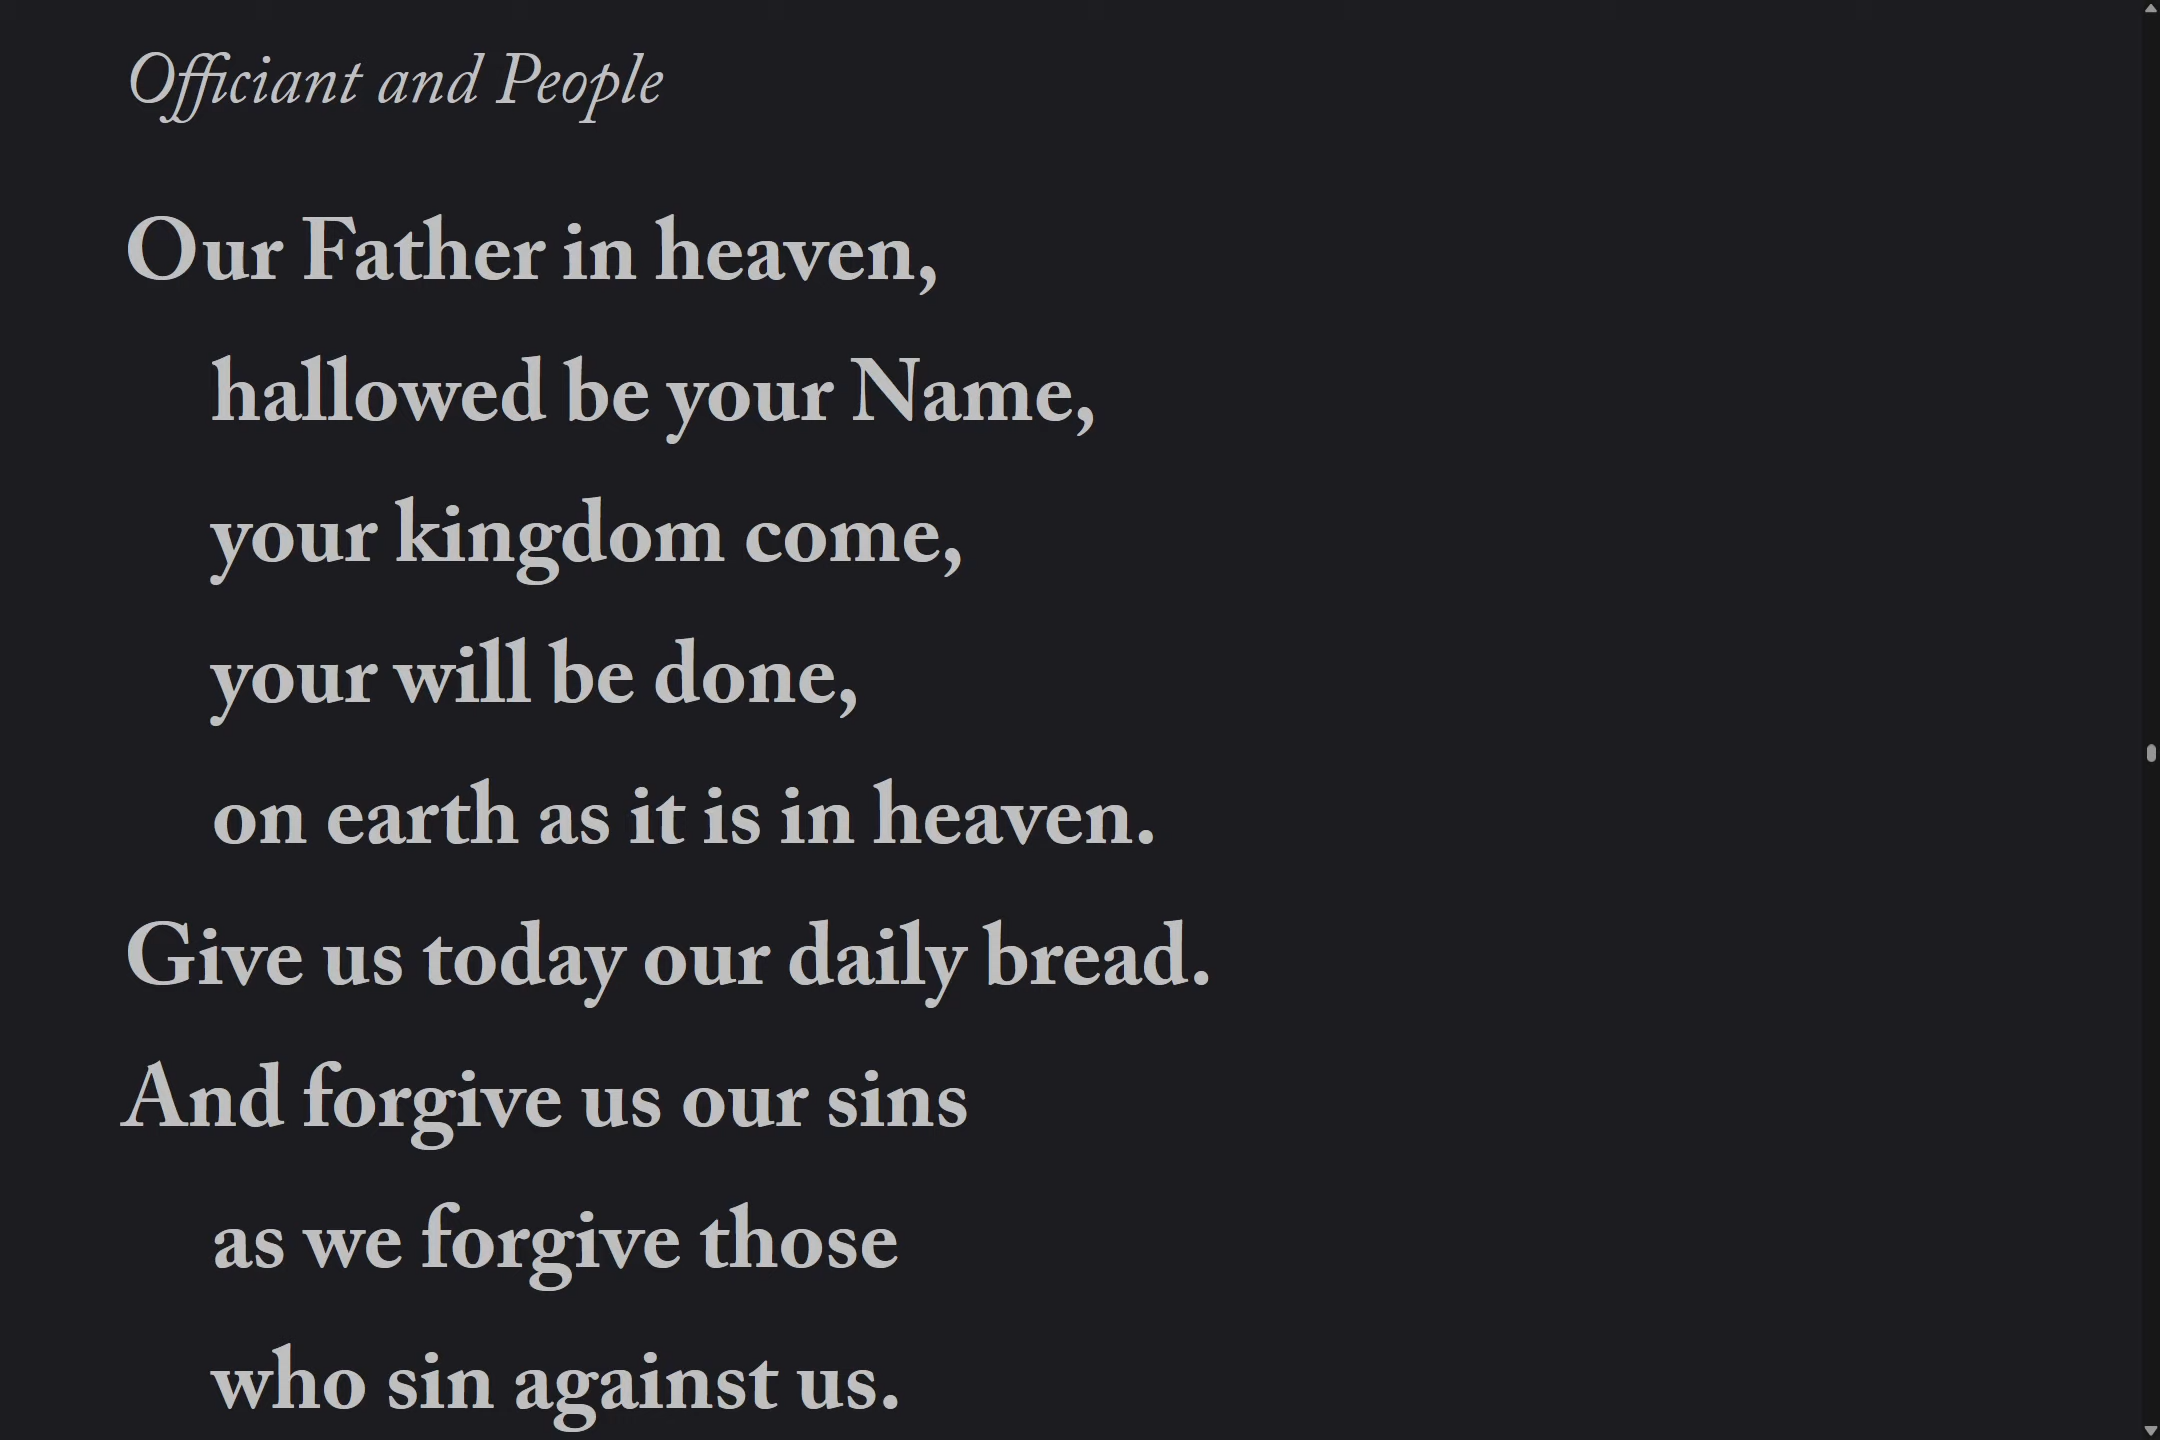 Officiant and People
Our Father in heaven,
hallowed be your Name,
your kingdom come,
your will be done,
on earth as it is in heaven.
Give us today our daily bread.
And forgive us our sins
as we forgive those
who sin against us.